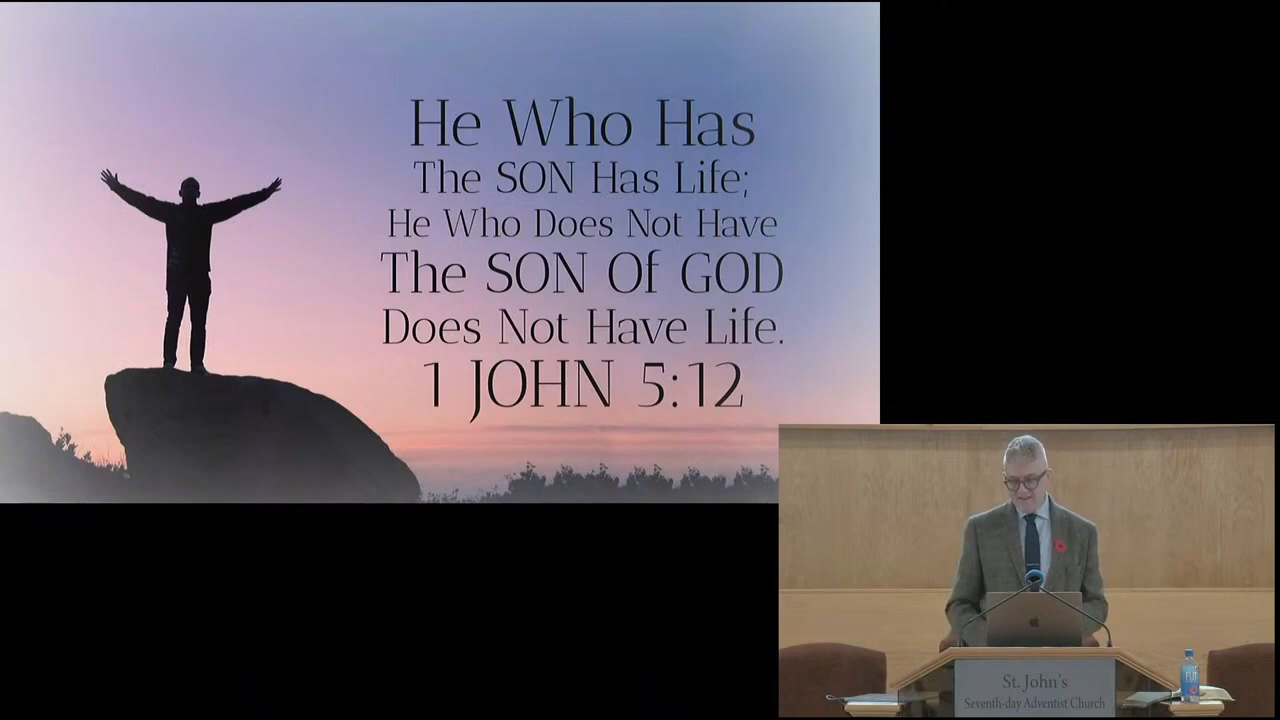 He Who Has
The SON Has Life;
He Who Does Not Have
The SON Of GOD
Does Not Have Life.
1 JOHN 5:12
St. John's
Seventh-day Adventist Church